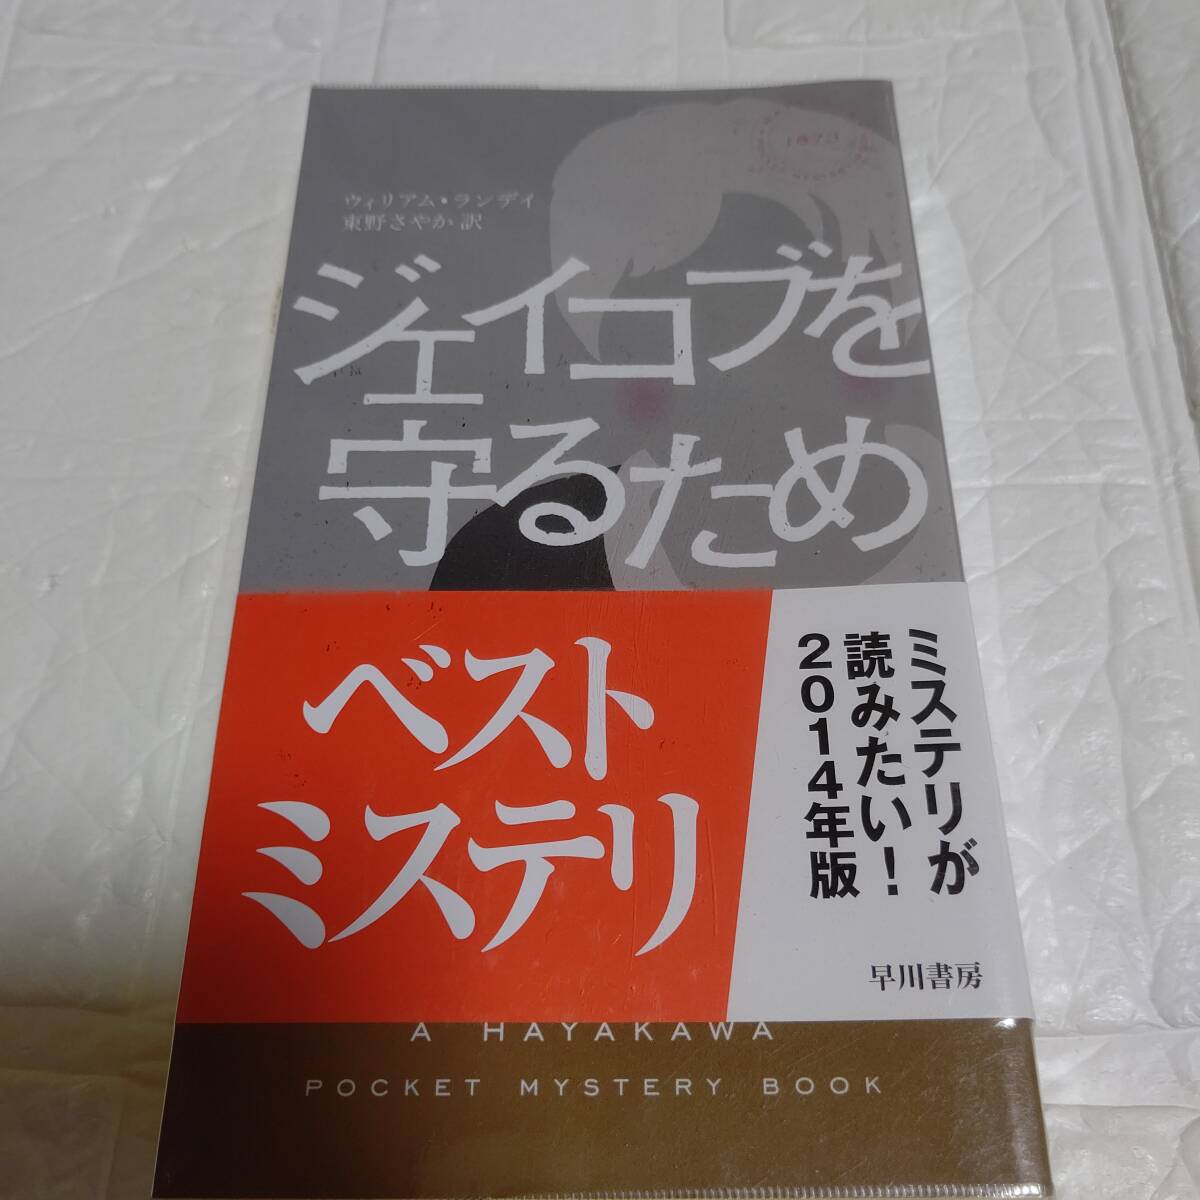 1873
ウィリアム・ランデイ
東野さやか 訳
ジェイコブを
守るため
ベスト
ミステリ
ミステリが
読みたい!
2014年版
早川書房
A HAYAKAWA
POCKET MYSTERY BOOK